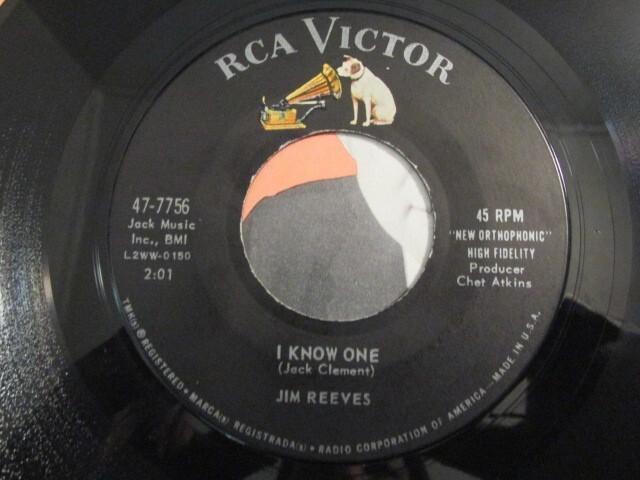 RCA VICTOR
47-7756
Jack Music
Inc., BMI
L2WW-0150
2:01
45 RPM
"NEW ORTHOPHONIC"
HIGH FIDELITY
Producer
Chet Atkins
I KNOW ONE
(Jack Clement)
JIM REEVES
TMK(s) ® REGISTERED • MARCA(s) REGISTRADA(s) • RADIO CORPORATION OF AMERICA — MADE IN U.S.A.